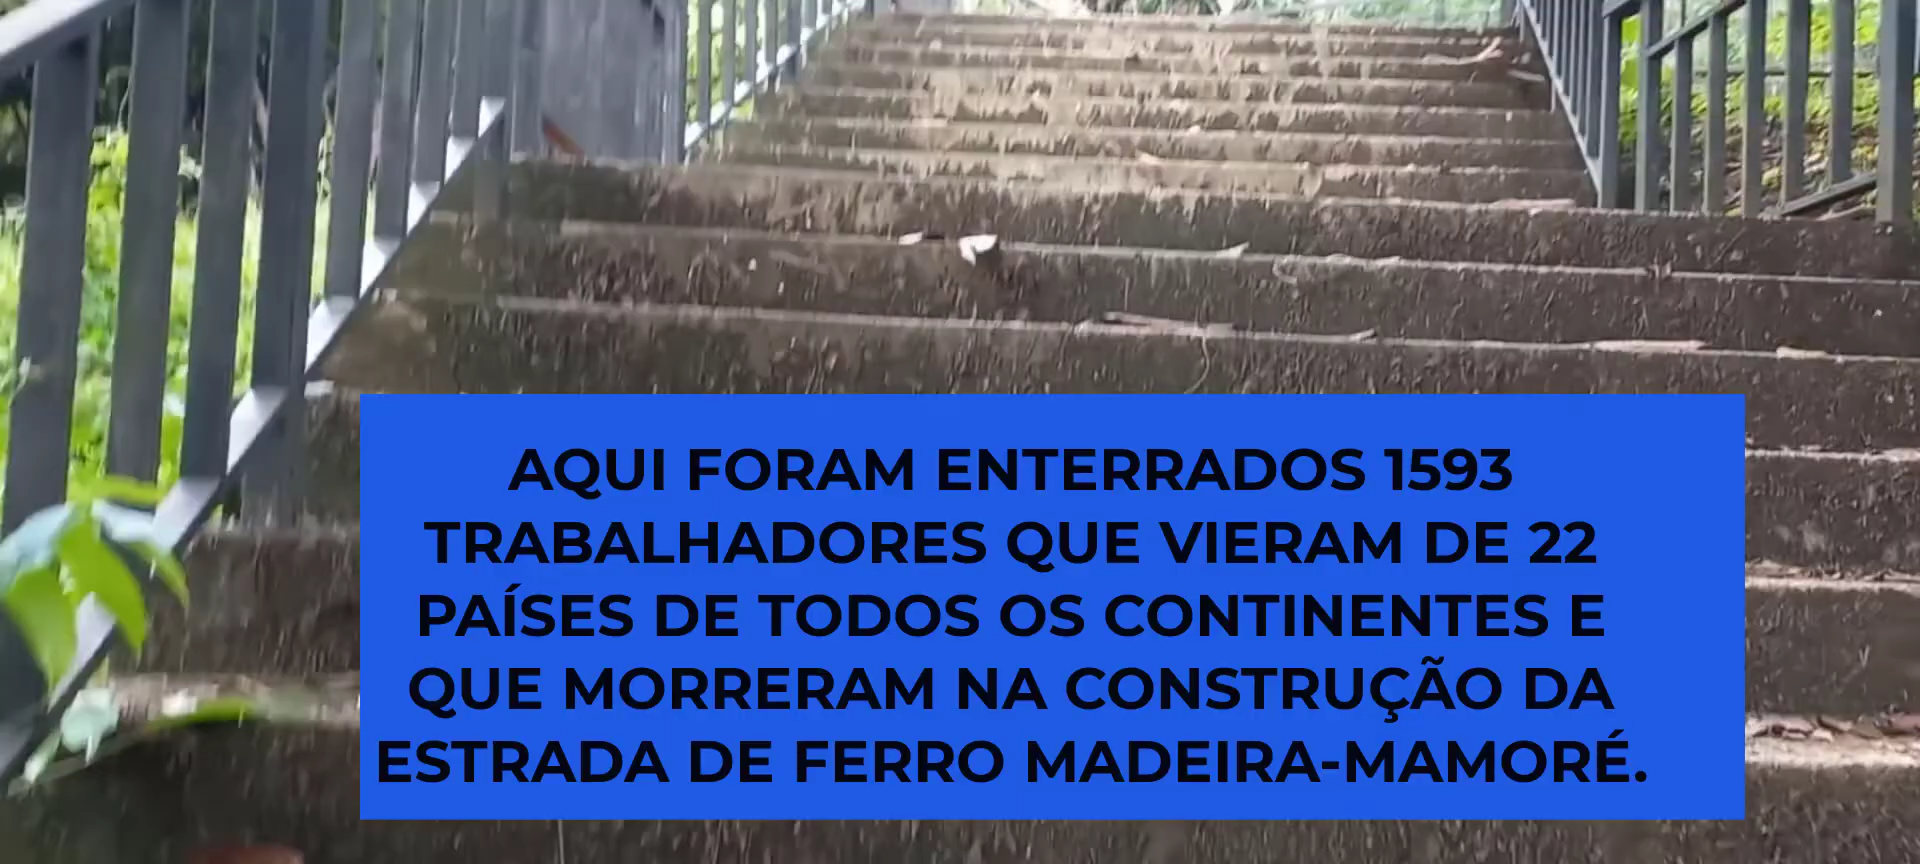 AQUI FORAM ENTERRADOS 1593
TRABALHADORES QUE VIERAM DE 22
PAÍSES DE TODOS OS CONTINENTES E
QUE MORRERAM NA CONSTRUÇÃO DA
ESTRADA DE FERRO MADEIRA-MAMORÉ.